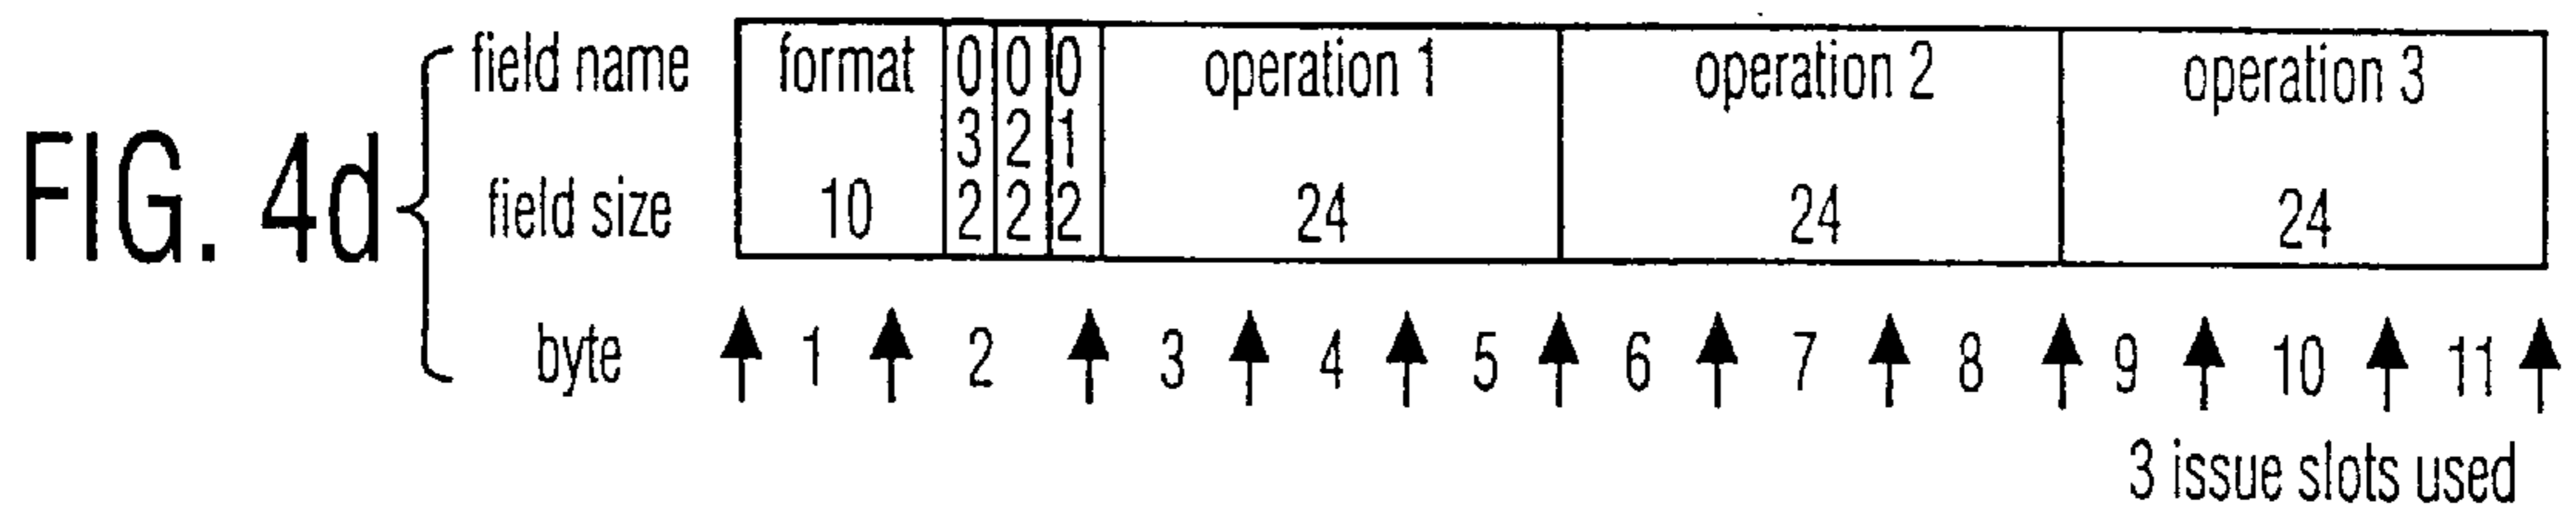 FIG. 4d
field name format 0 0 0 operation 1 operation 2 operation 3
3 2 1
field size 10 2 2 2 24 24 24
byte 1 2 3 4 5 6 7 8 9 10 11
3 issue slots used